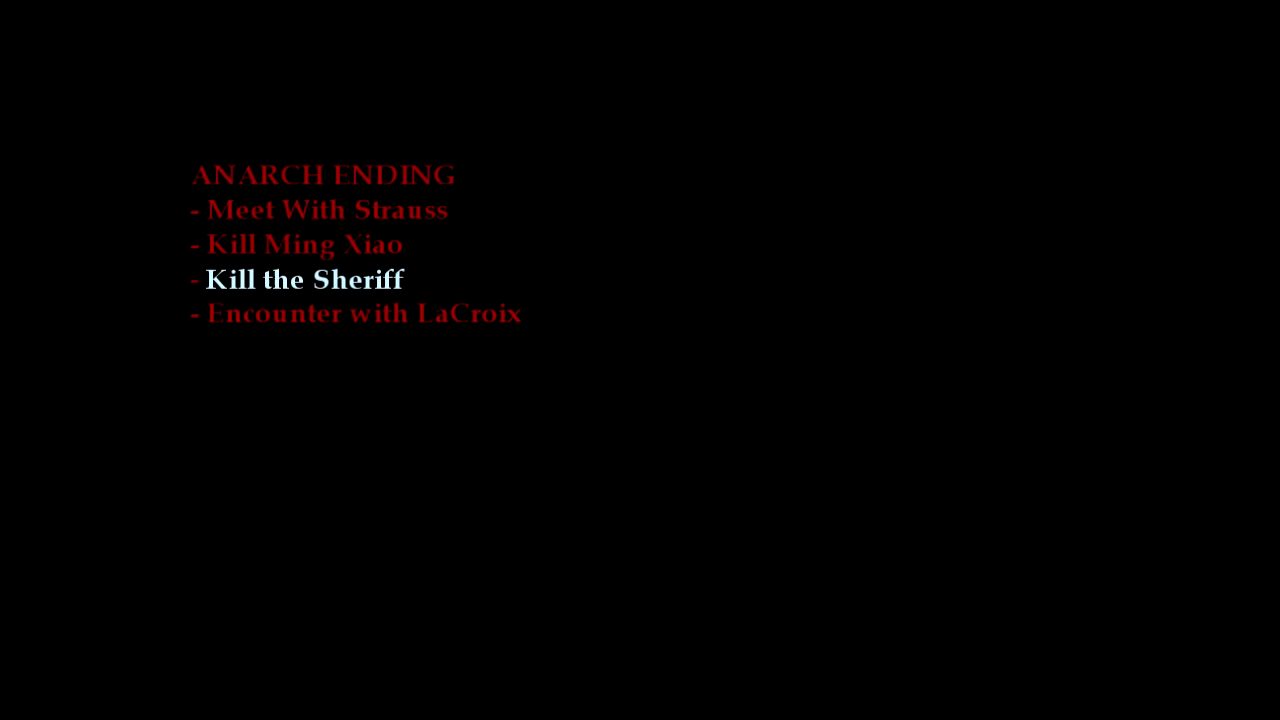 ANARCH ENDING
- Meet With Strauss
- Kill Ming Xiao
- Kill the Sheriff
- Encounter with LaCroix